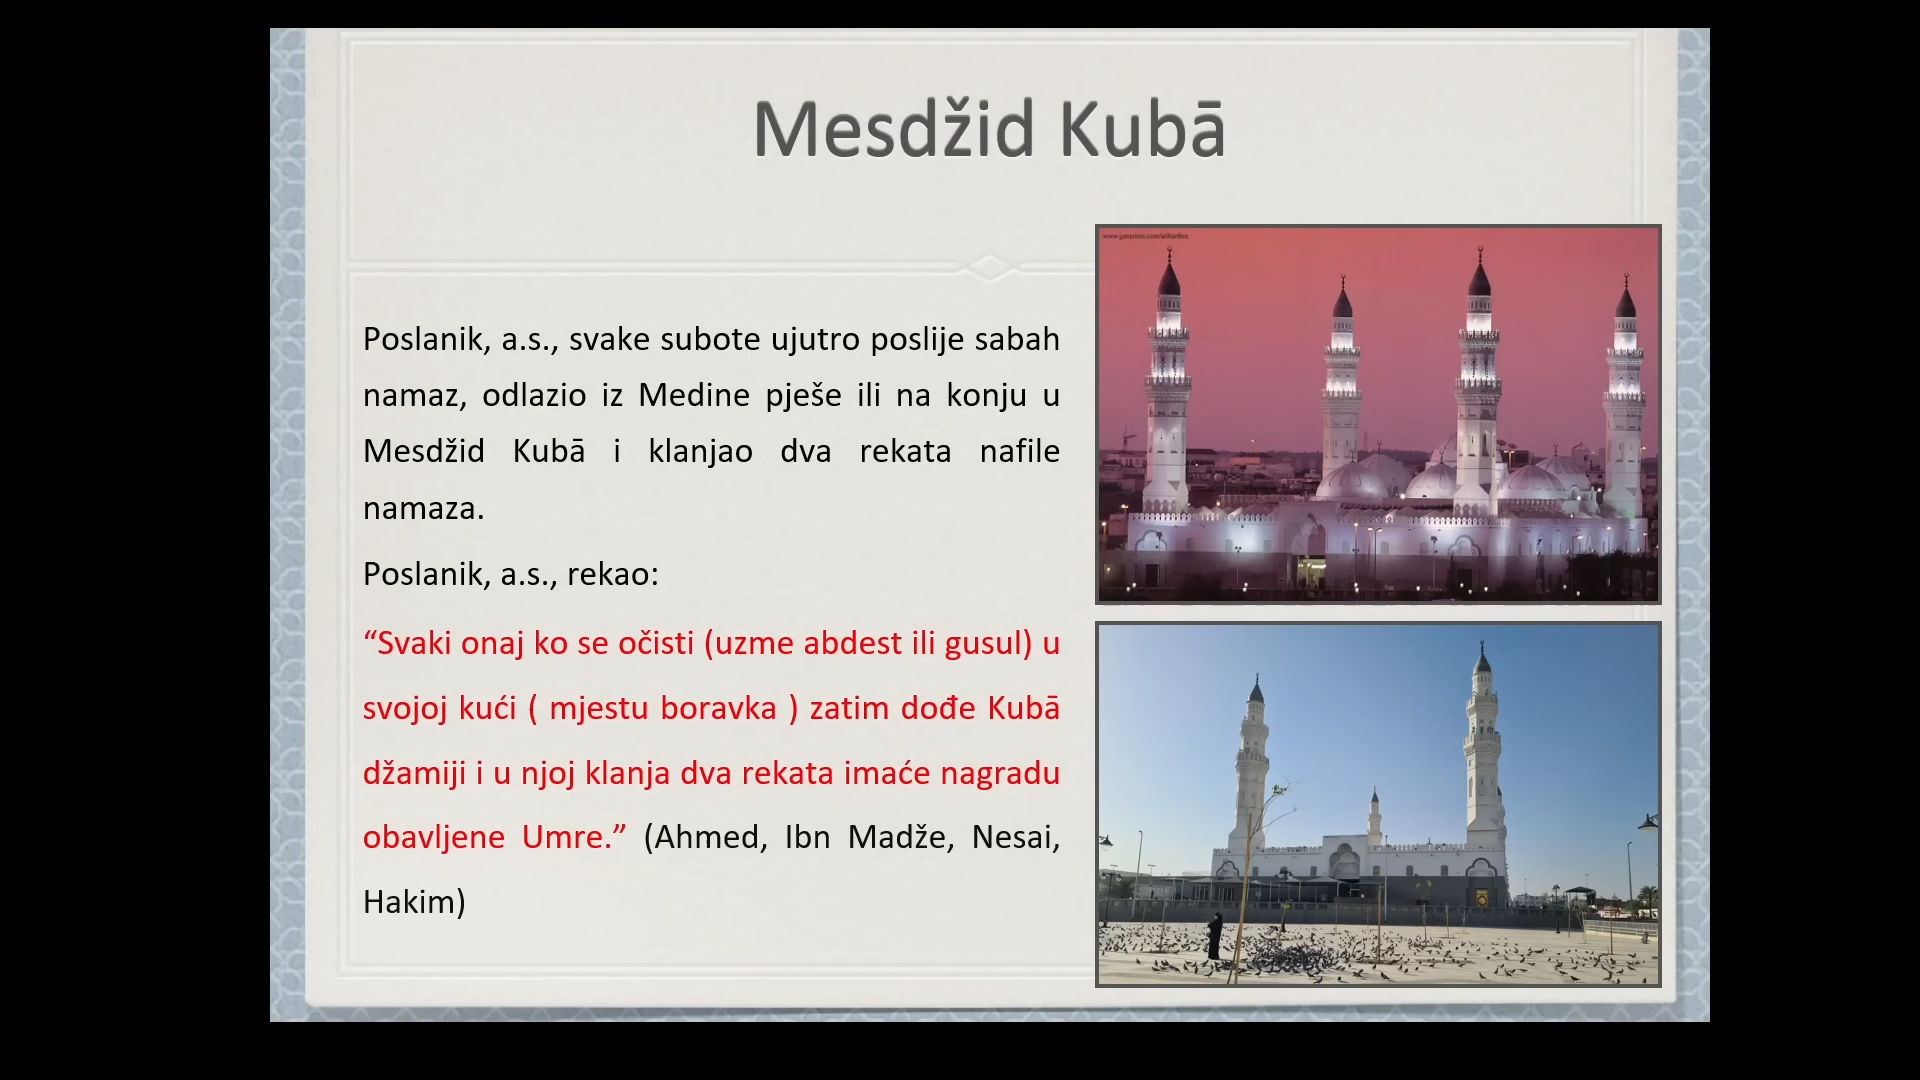 Mesdžid Kubā
Poslanik, a.s., svake subote ujutro poslije sabah
namaz, odlazio iz Medine pješe ili na konju u
Mesdžid Kubā i klanjao dva rekata nafile
namaza.
Poslanik, a.s., rekao:
“Svaki onaj ko se očisti (uzme abdest ili gusul) u
svojoj kući ( mjestu boravka ) zatim dođe Kubā
džamiji i u njoj klanja dva rekata imaće nagradu
obavljene Umre.” (Ahmed, Ibn Madže, Nesai,
Hakim)